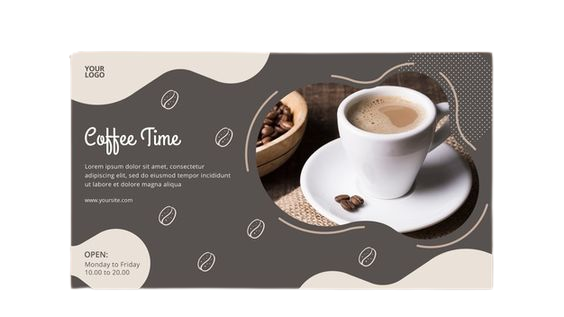 YOUR
LOGO
Coffee Time
Lorem ipsum dolor sit amet, consectetur
adipiscing elit, sed do eiusmod tempor incididunt
ut labore et dolore magna aliqua
www.yoursite.com
OPEN:
Monday to Friday
10.00 to 20.00